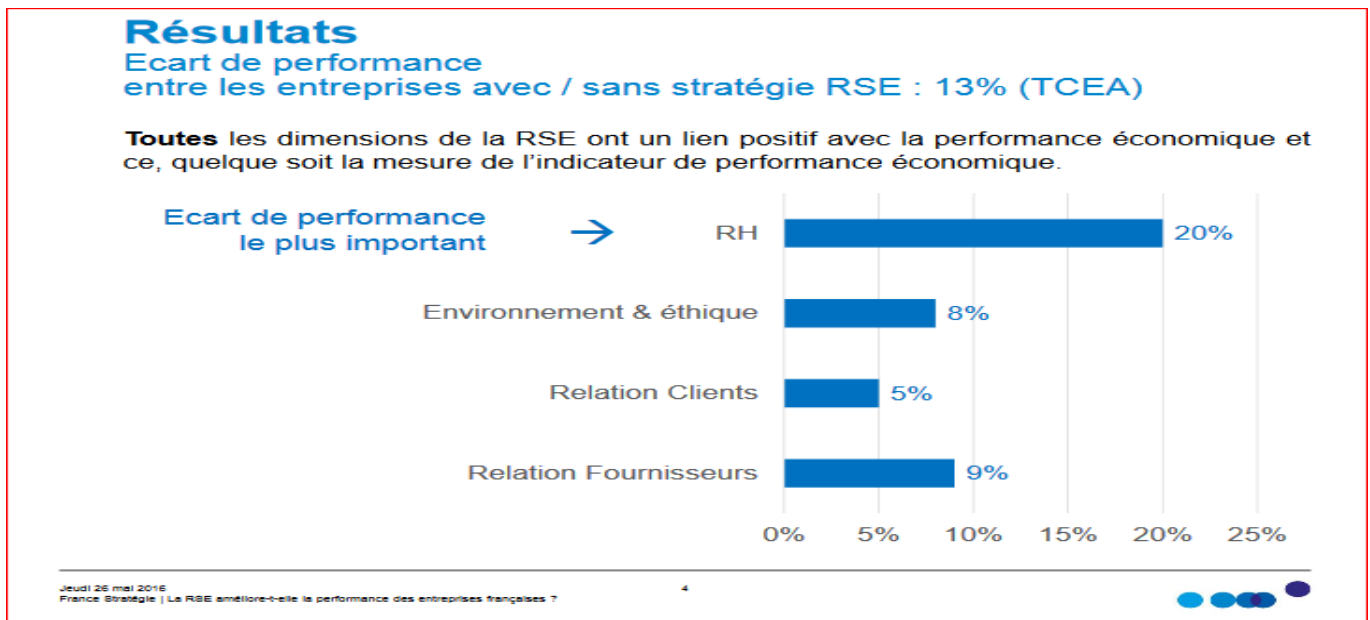 Résultats
Ecart de performance
entre les entreprises avec / sans stratégie RSE : 13% (TCEA)
Toutes les dimensions de la RSE ont un lien positif avec la performance économique et
ce, quelque soit la mesure de l'indicateur de performance économique.
Ecart de performance
le plus important
→
RH
20%
Environnement & éthique
8%
Relation Clients
5%
Relation Fournisseurs
9%
0% 5% 10% 15% 20% 25%
Jeudi 26 mai 2016
4
France Stratégie | La RSE améliore-t-elle la performance des entreprises françaises ?